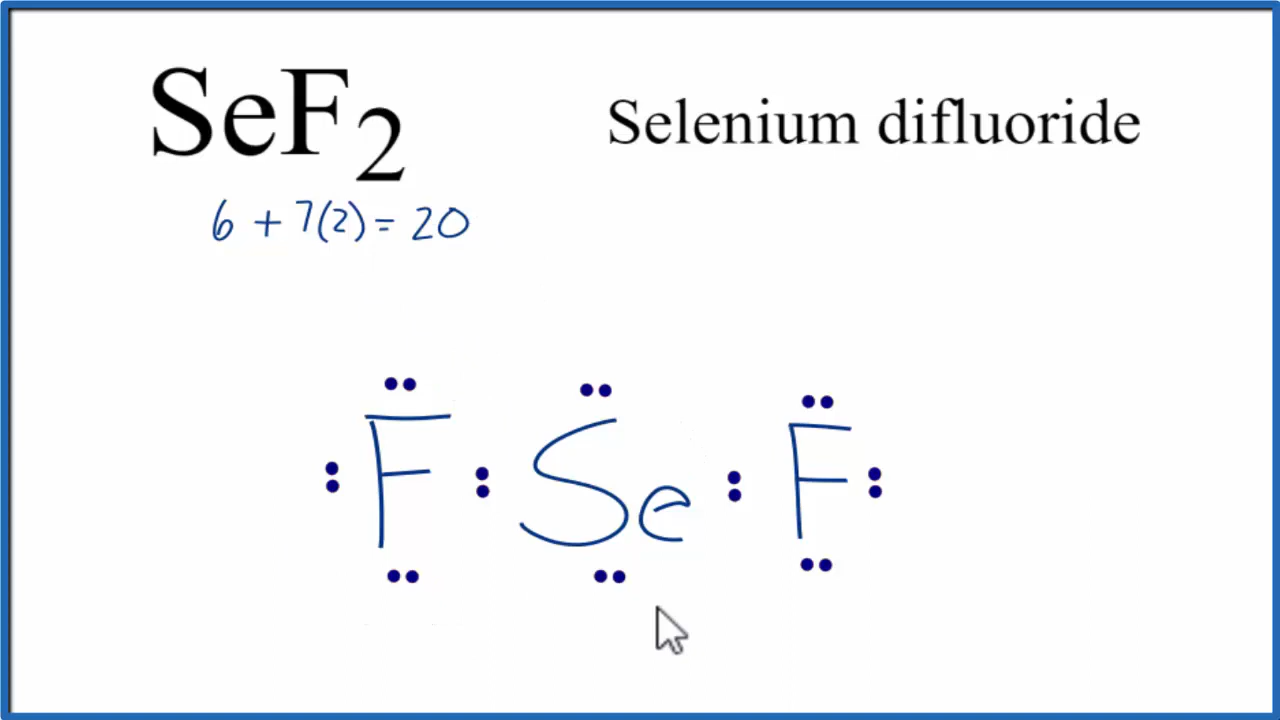 SeF2 Selenium difluoride
6 + 7(2) = 20
F Se F